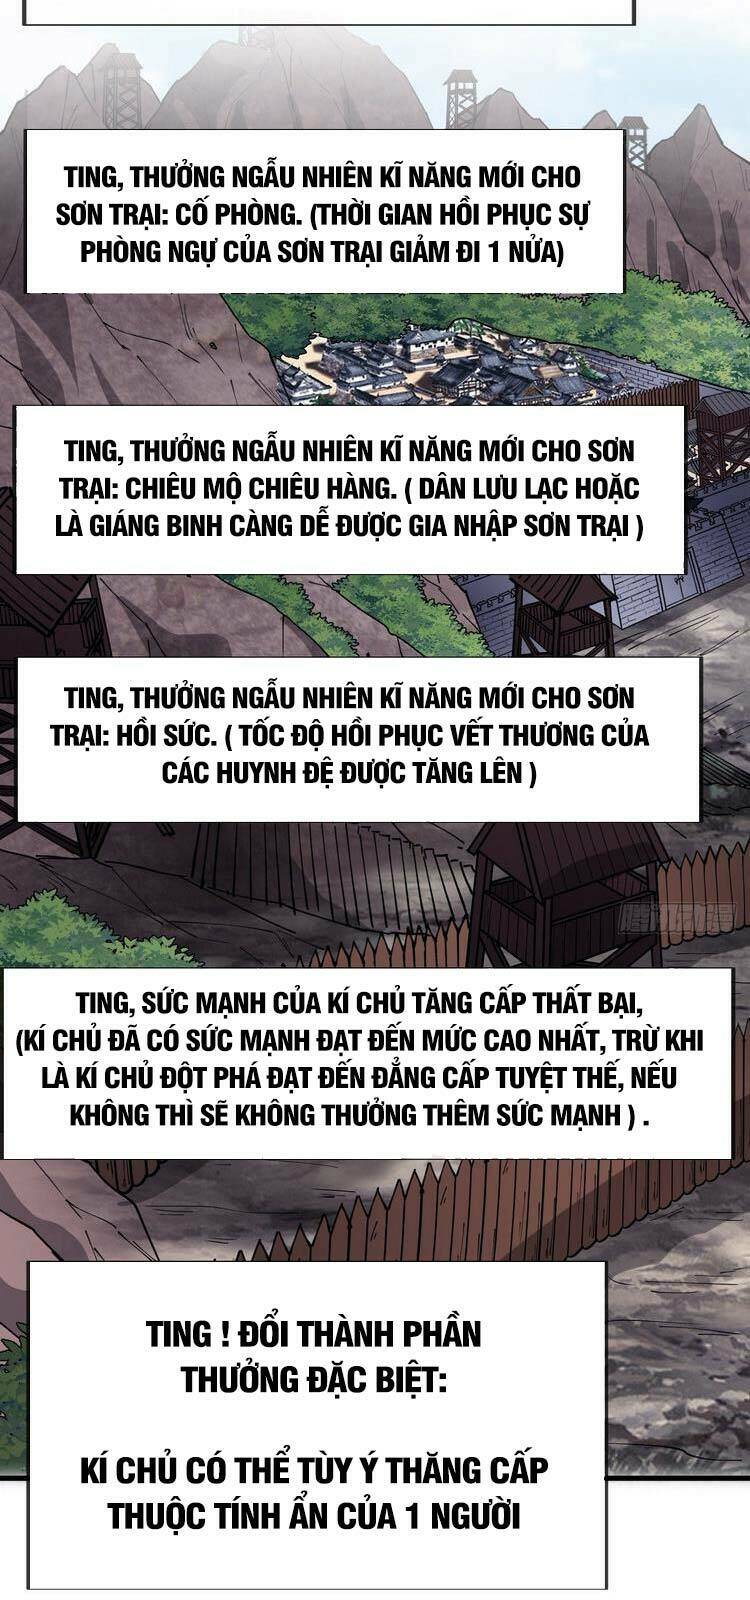 TING, THƯỞNG NGẪU NHIÊN KĨ NĂNG MỚI CHO
SƠN TRẠI: CỐ PHÒNG. (THỜI GIAN HỒI PHỤC SỰ
PHÒNG NGỰ CỦA SƠN TRẠI GIẢM ĐI 1 NỬA)
TING, THƯỞNG NGẪU NHIÊN KĨ NĂNG MỚI CHO SƠN
TRẠI: CHIÊU MỘ CHIÊU HÀNG. ( DÂN LƯU LẠC HOẶC
LÀ GIÁNG BINH CÀNG DỄ ĐƯỢC GIA NHẬP SƠN TRẠI )
TING, THƯỞNG NGẪU NHIÊN KĨ NĂNG MỚI CHO SƠN
TRẠI: HỒI SỨC. ( TỐC ĐỘ HỒI PHỤC VẾT THƯƠNG CỦA
CÁC HUYNH ĐỆ ĐƯỢC TĂNG LÊN )
TING, SỨC MẠNH CỦA KÍ CHỦ TĂNG CẤP THẤT BẠI,
(KÍ CHỦ ĐÃ CÓ SỨC MẠNH ĐẠT ĐẾN MỨC CAO NHẤT, TRỪ KHI
LÀ KÍ CHỦ ĐỘT PHÁ ĐẠT ĐẾN ĐẲNG CẤP TUYỆT THẾ, NẾU
KHÔNG THÌ SẼ KHÔNG THƯỞNG THÊM SỨC MẠNH ) .
TING ! ĐỔI THÀNH PHẦN
THƯỞNG ĐẶC BIỆT:
KÍ CHỦ CÓ THỂ TÙY Ý THĂNG CẤP
THUỘC TÍNH ẨN CỦA 1 NGƯỜI